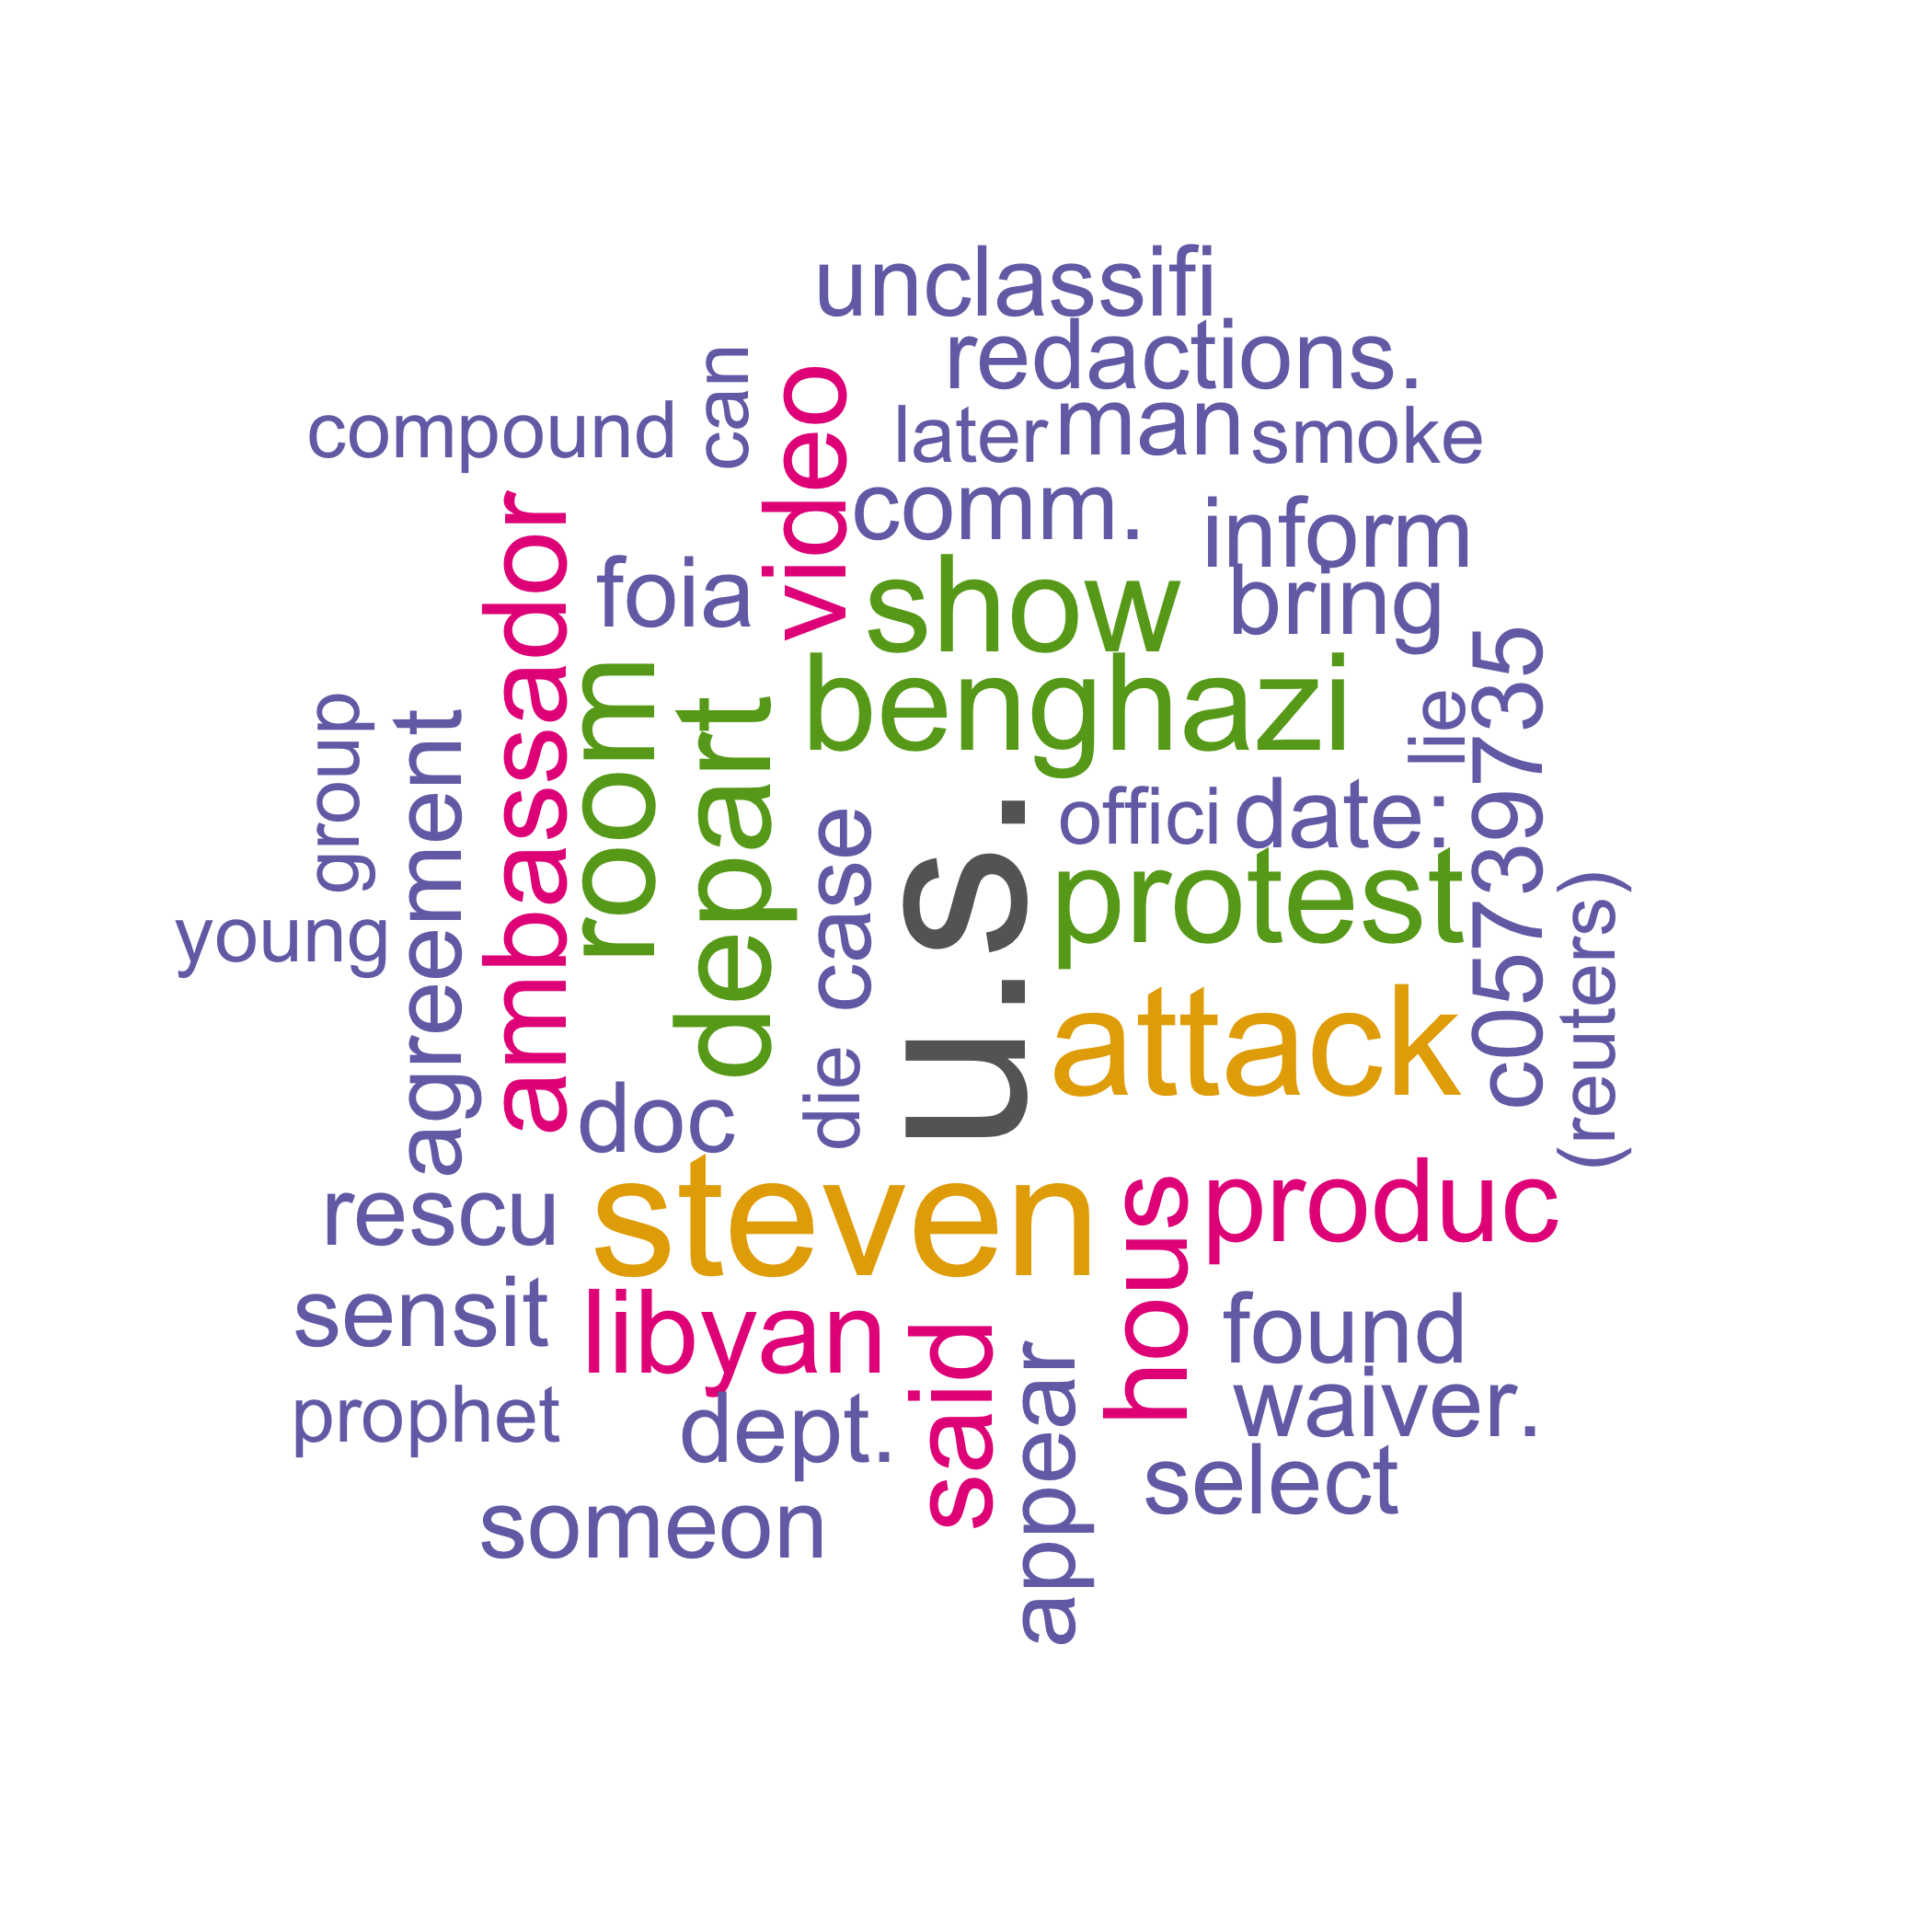 unclassifi
redactions.
can
compound
video
later
man
smoke
comm.
inform
ambassador
foia
show
bring
room
depart
benghazi
group
agreement
lie
c05739735
offici
date:
case
u.s.
protest
young
(reuters)
attack
die
doc
rescu
steven
hous
produc
sensit
libyan
found
said
prophet
dept.
appear
waiver.
select
someon